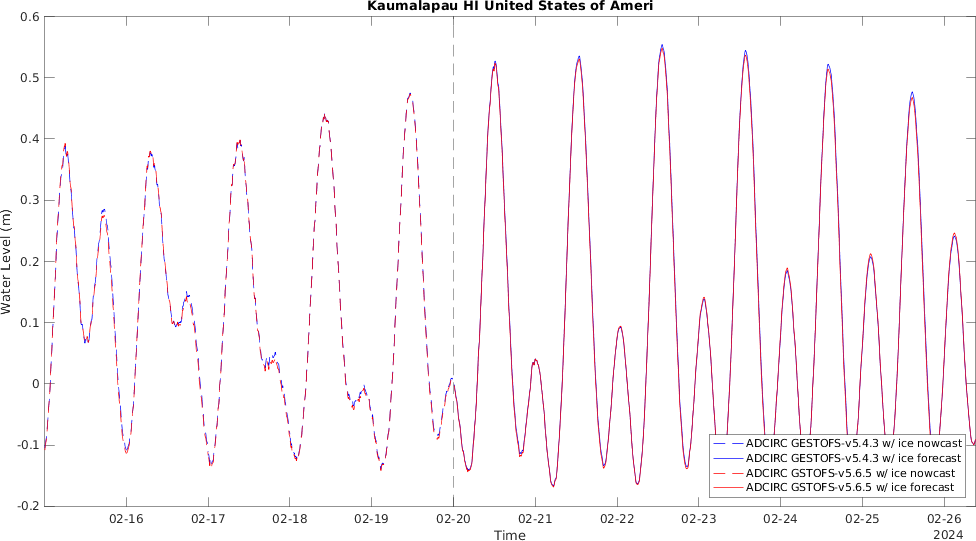 Kaumalapau HI United States of Ameri
0.6
0.5
0.4
0.3
0.2
0.1
0
-0.1
-0.2
Water Level (m)
ADCIRC GESTOFS-v5.4.3 w/ ice nowcast
ADCIRC GESTOFS-v5.4.3 w/ ice forecast
ADCIRC GSTOFS-v5.6.5 w/ ice nowcast
ADCIRC GSTOFS-v5.6.5 w/ ice forecast
02-16 02-17 02-18 02-19 02-20 02-21 02-22 02-23 02-24 02-25 02-26
Time
2024